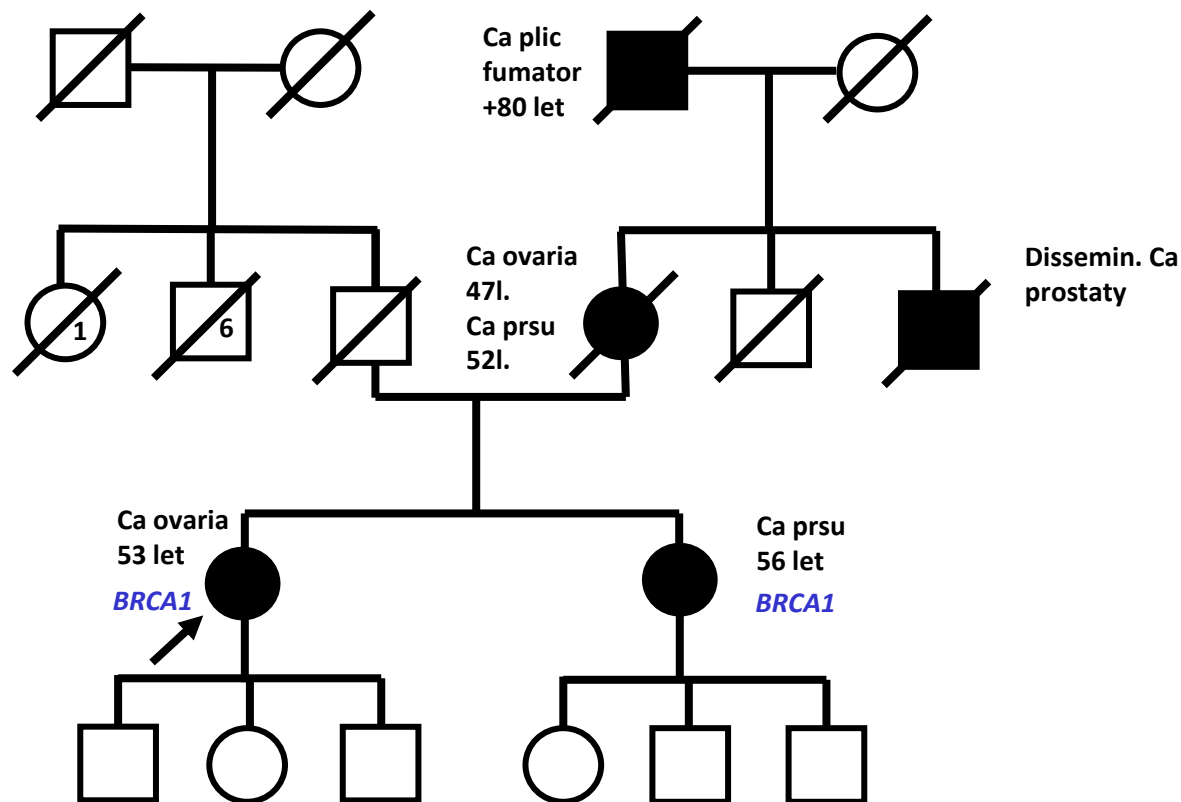 Ca plic
fumator
+80 let
1
6
Ca ovaria
47l.
Ca prsu
52l.
Dissemin. Ca
prostaty
Ca ovaria
53 let
BRCA1
Ca prsu
56 let
BRCA1